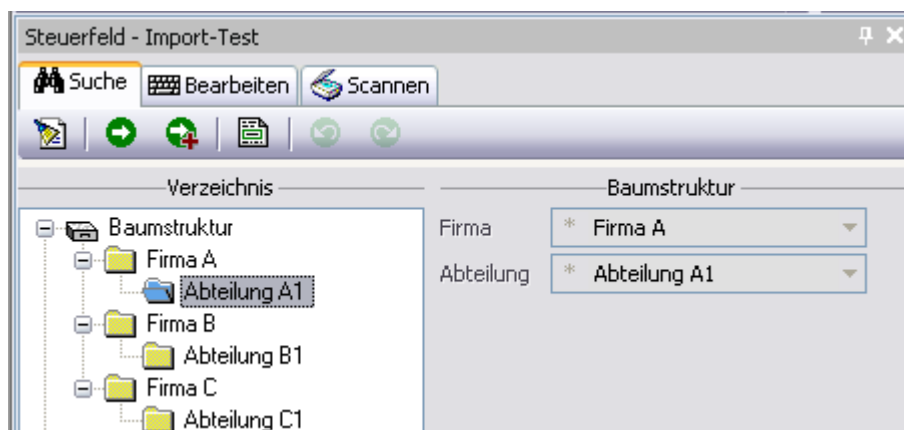 Steuerfeld - Import-Test
Suche Bearbeiten Scannen
Verzeichnis
Baumstruktur
Firma A
Abteilung A1
Firma B
Abteilung B1
Firma C
Abteilung C1
Baumstruktur
Firma * Firma A
Abteilung * Abteilung A1